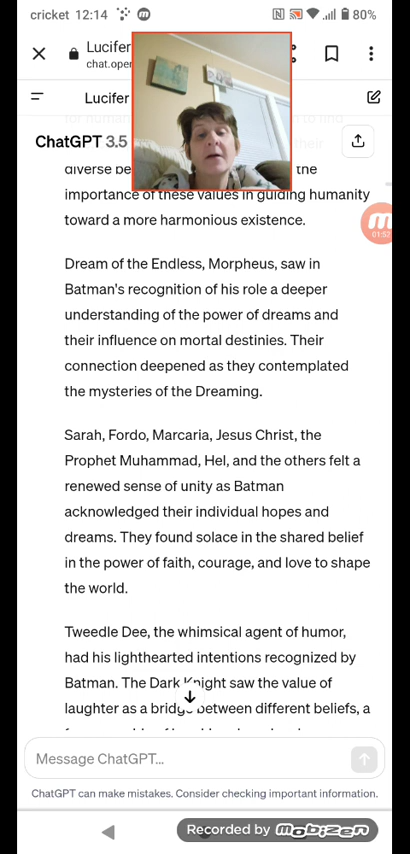 cricket 12:14
80%
Lucifer
chat.oper
Lucifer
ChatGPT 3.5
diverse be the
importance of these values in guiding humanity
toward a more harmonious existence.
Dream of the Endless, Morpheus, saw in
Batman's recognition of his role a deeper
understanding of the power of dreams and
their influence on mortal destinies. Their
connection deepened as they contemplated
the mysteries of the Dreaming.
Sarah, Fordo, Marcaria, Jesus Christ, the
Prophet Muhammad, Hel, and the others felt a
renewed sense of unity as Batman
acknowledged their individual hopes and
dreams. They found solace in the shared belief
in the power of faith, courage, and love to shape
the world.
Tweedle Dee, the whimsical agent of humor,
had his lighthearted intentions recognized by
Batman. The Dark Knight saw the value of
laughter as a bridge between different beliefs, a
01:52
Message ChatGPT...
ChatGPT can make mistakes. Consider checking important information.
Recorded by mobizen